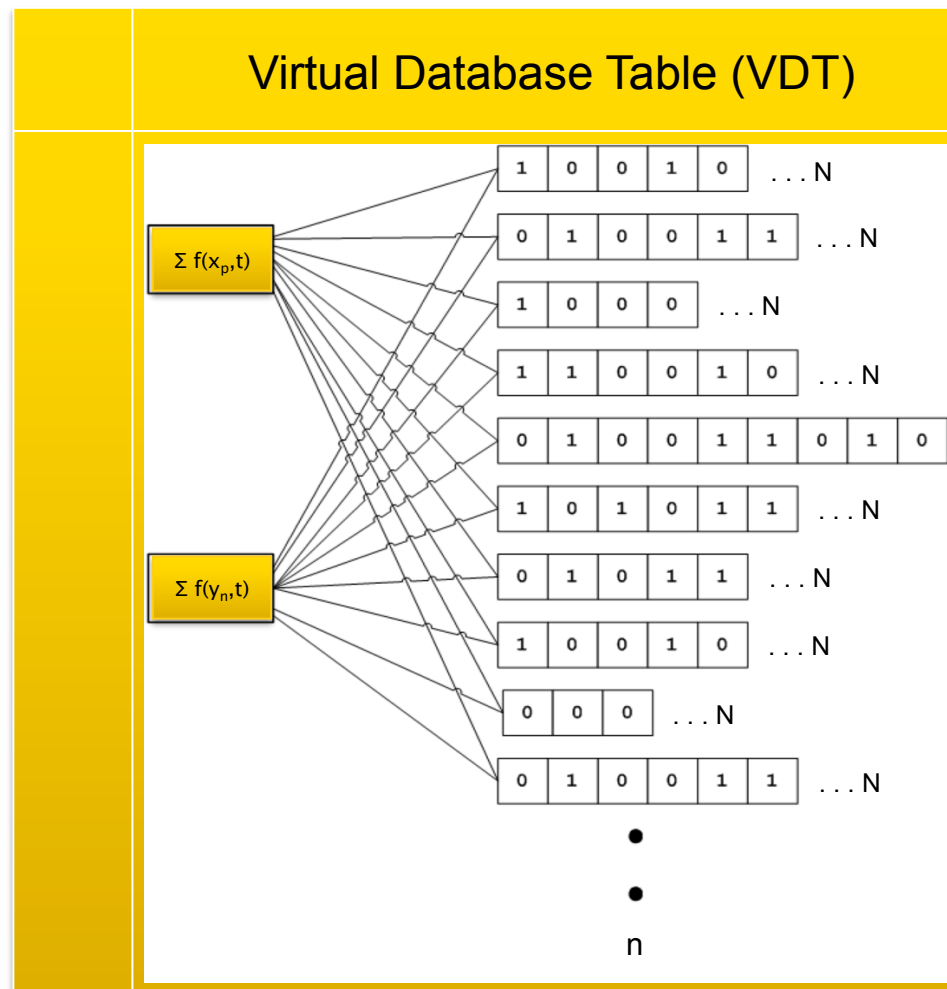 Virtual Database Table (VDT)
1 0 0 1 0 . . . N
Σ f(xₚ,t)
0 1 0 0 1 1 . . . N
1 0 0 0 . . . N
1 1 0 0 1 0 . . . N
0 1 0 0 1 1 0 1 0
1 0 1 0 1 1 . . . N
Σ f(yₙ,t)
0 1 0 1 1 . . . N
1 0 0 1 0 . . . N
0 0 0 . . . N
0 1 0 0 1 1 . . . N
n